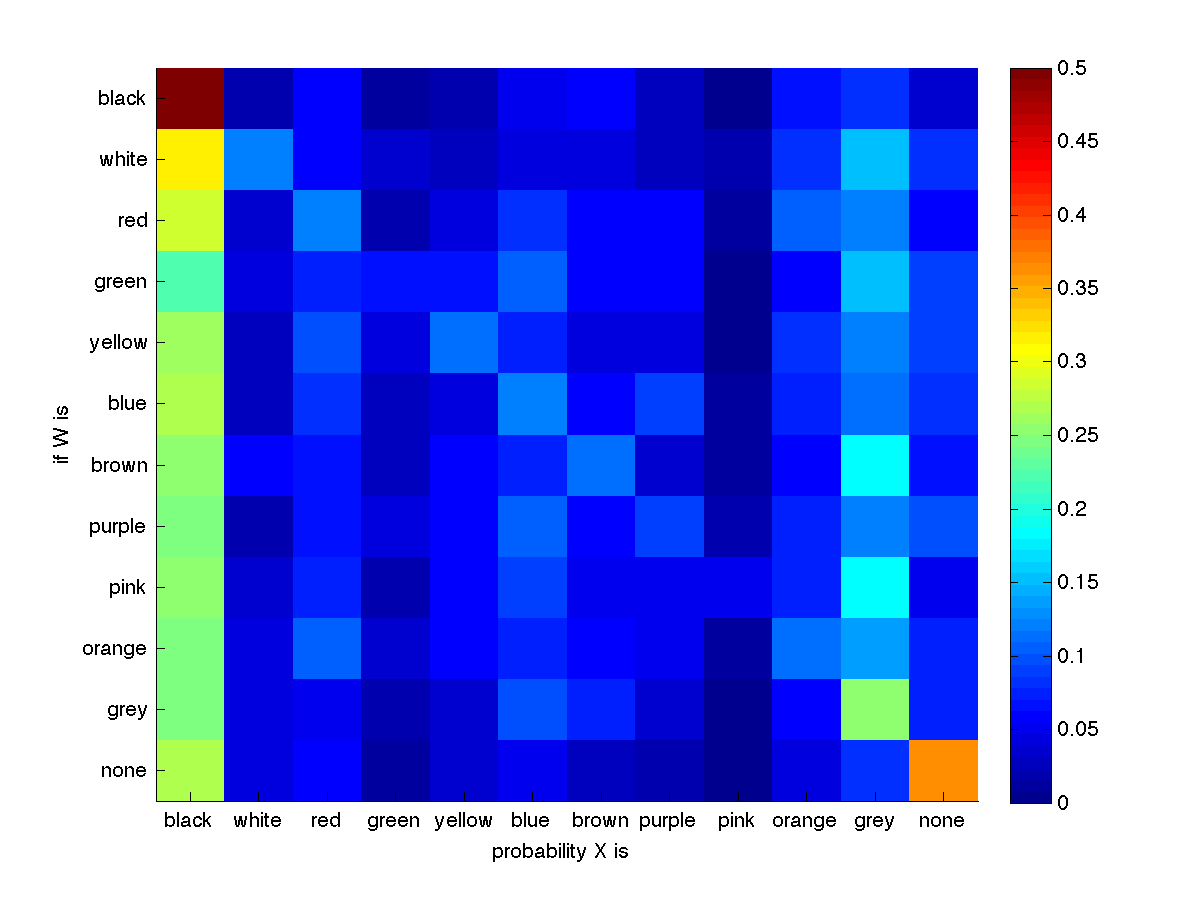 black
white
red
green
yellow
blue
brown
purple
pink
orange
grey
none
if W is
black white red green yellow blue brown purple pink orange grey none
probability X is
0.5
0.45
0.4
0.35
0.3
0.25
0.2
0.15
0.1
0.05
0